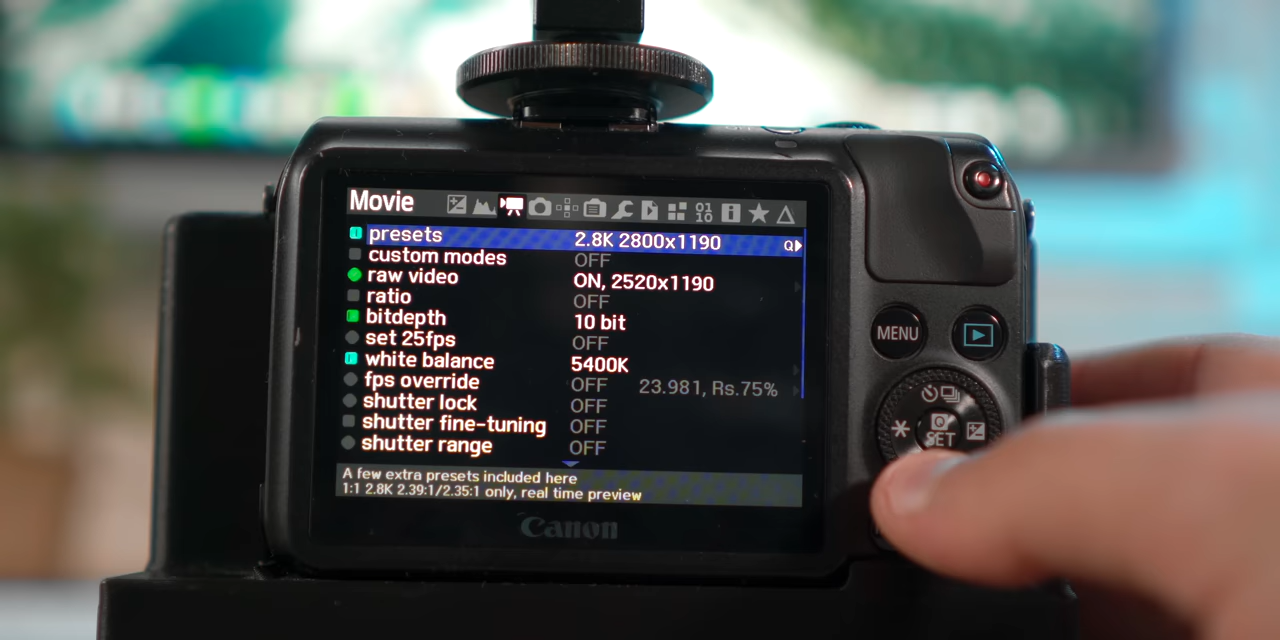 Movie
01
10
presets 2.8K 2800x1190 Q
custom modes OFF
raw video ON, 2520x1190
ratio OFF
bitdepth 10 bit
set 25fps OFF
white balance 5400K
fps override OFF 23.981, Rs.75%
shutter lock OFF
shutter fine-tuning OFF
shutter range OFF
A few extra presets included here
1:1 2.8K 2.39:1/2.35:1 only, real time preview
Canon
MENU
Q
SET